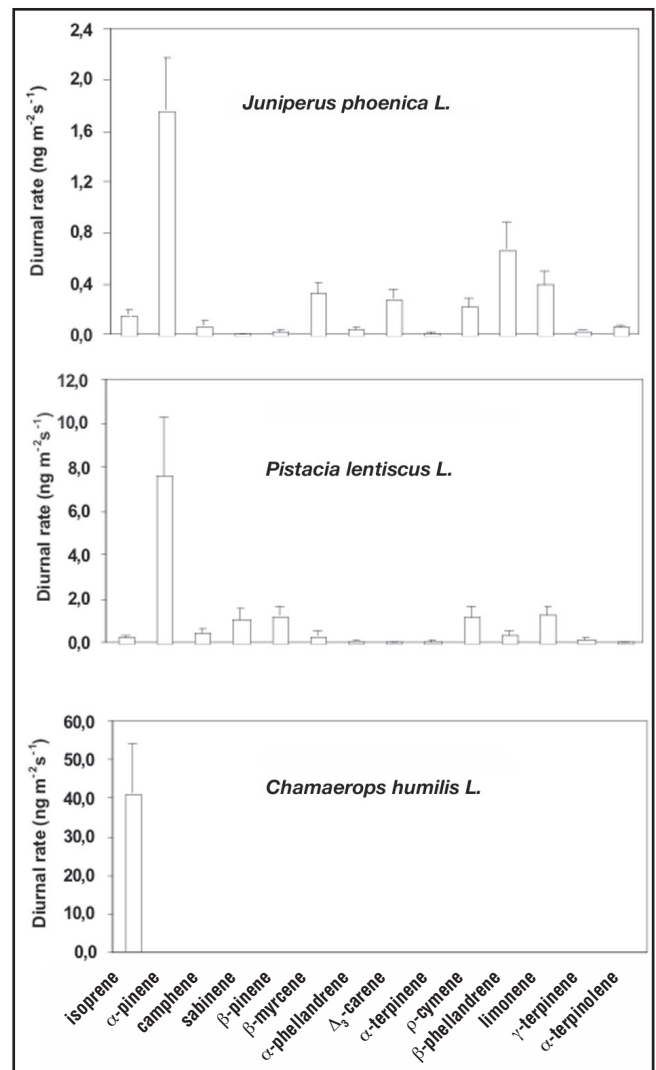 2,4
2,0
1,6
1,2
0,8
0,4
0,0
Diurnal rate (ng m⁻²s⁻¹)
Juniperus phoenica L.
12,0
10,0
8,0
6,0
4,0
2,0
0,0
Diurnal rate (ng m⁻²s⁻¹)
Pistacia lentiscus L.
60,0
50,0
40,0
30,0
20,0
10,0
0,0
Diurnal rate (ng m⁻²s⁻¹)
Chamaerops humilis L.
isoprene
α-pinene
camphene
sabinene
β-pinene
β-myrcene
α-phellandrene
Δ₃-carene
α-terpinene
ρ-cymene
β-phellandrene
limonene
γ-terpinene
α-terpinolene